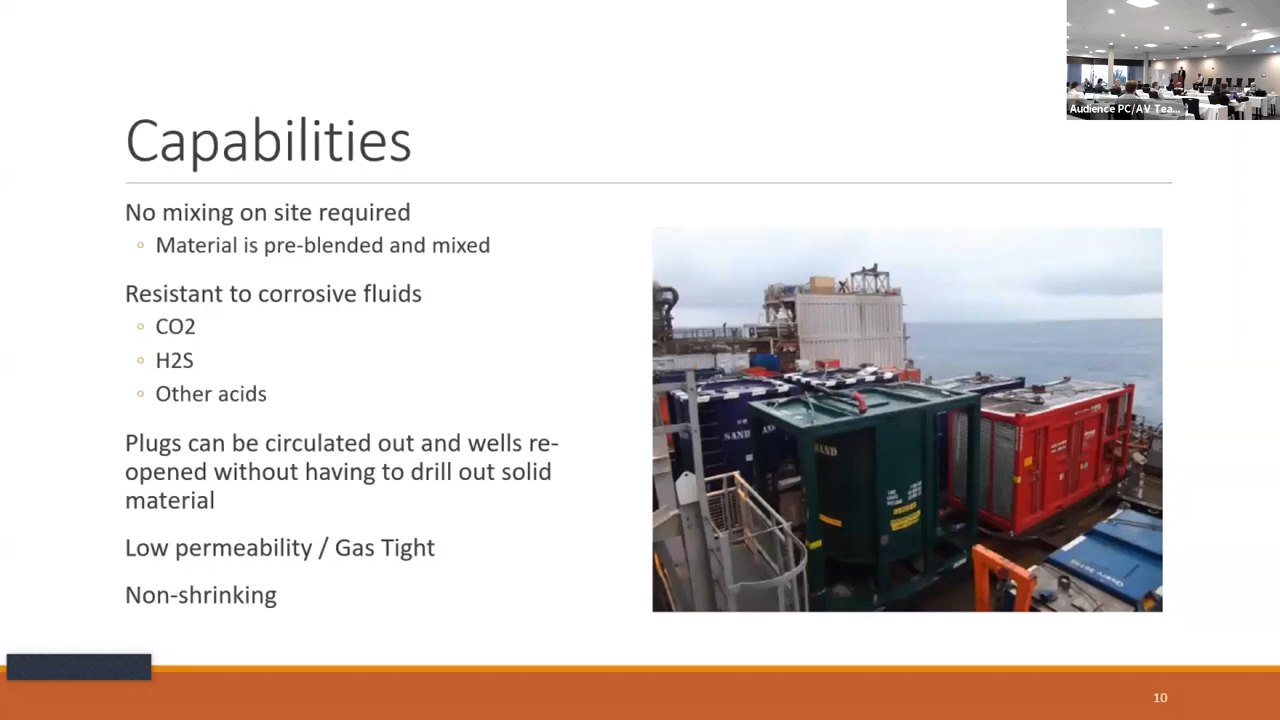 Audience PC/AV Tea...
Capabilities
No mixing on site required
Material is pre-blended and mixed
Resistant to corrosive fluids
CO2
H2S
Other acids
Plugs can be circulated out and wells re-
opened without having to drill out solid
material
Low permeability / Gas Tight
Non-shrinking
SAND
SAND
10